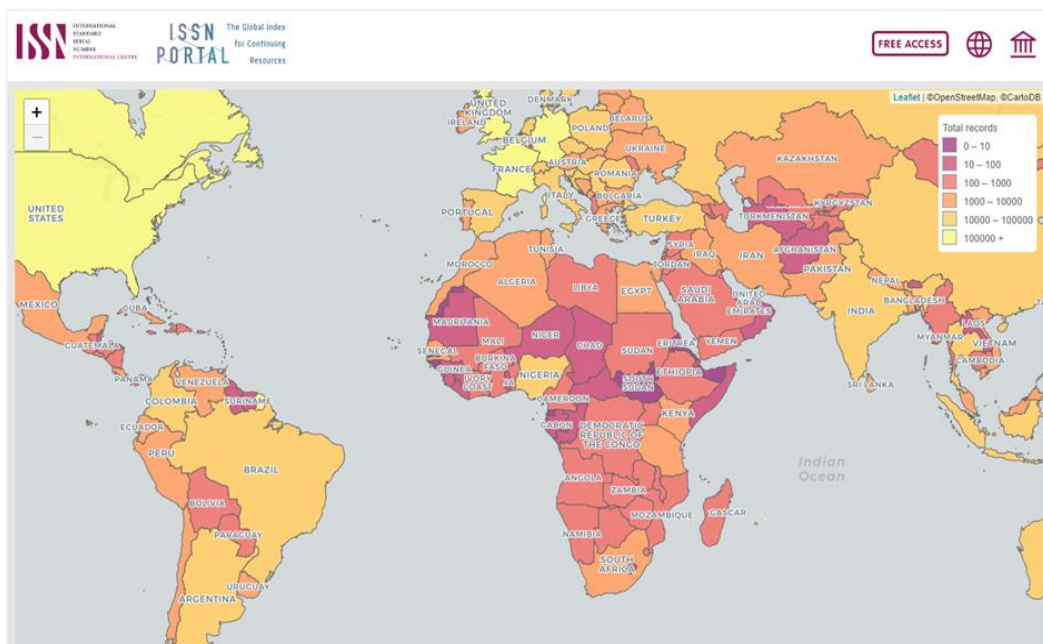 ISSN
INTERNATIONAL
STANDARD
SERIAL
NUMBER
INTERNATIONAL CENTRE
ISSN
PORTAL
The Global Index
for Continuing
Resources
FREE ACCESS
+
−
Leaflet | ©OpenStreetMap, ©CartoDB
Total records
0 – 10
10 – 100
100 – 1000
1000 – 10000
10000 – 100000
100000 +
UNITED
KINGDOM
DENMARK
IRELAND
BELARUS
POLAND
BELGIUM
UKRAINE
KAZAKHSTAN
AUSTRIA
FRANCE
ROMANIA
ITALY
BULGARIA
UNITED
STATES
PORTUGAL
GREECE
TURKEY
KYRGYZSTAN
TURKMENISTAN
TUNISIA
SYRIA
IRAQ
IRAN
AFGHANISTAN
MOROCCO
JORDAN
PAKISTAN
ALGERIA
LIBYA
EGYPT
NEPAL
SAUDI
ARABIA
UNITED
ARAB
EMIRATES
BANGLADESH
INDIA
MEXICO
CUBA
MAURITANIA
MALI
NIGER
CHAD
SUDAN
ERITREA
YEMEN
MYANMAR
LAOS
VIETNAM
CAMBODIA
GUATEMALA
SENEGAL
BURKINA
FASO
GUINEA
IVORY
COAST
NA
NIGERIA
SOUTH
SUDAN
ETHIOPIA
SRI LANKA
PANAMA
VENEZUELA
COLOMBIA
SURINAME
CAMEROON
KENYA
ECUADOR
GABON
DEMOCRATIC
REPUBLIC OF
THE CONGO
PERU
BRAZIL
Indian
Ocean
BOLIVIA
ANGOLA
ZAMBIA
MOZAMBIQUE
GASCAR
PARAGUAY
NAMIBIA
SOUTH
AFRICA
URUGUAY
ARGENTINA